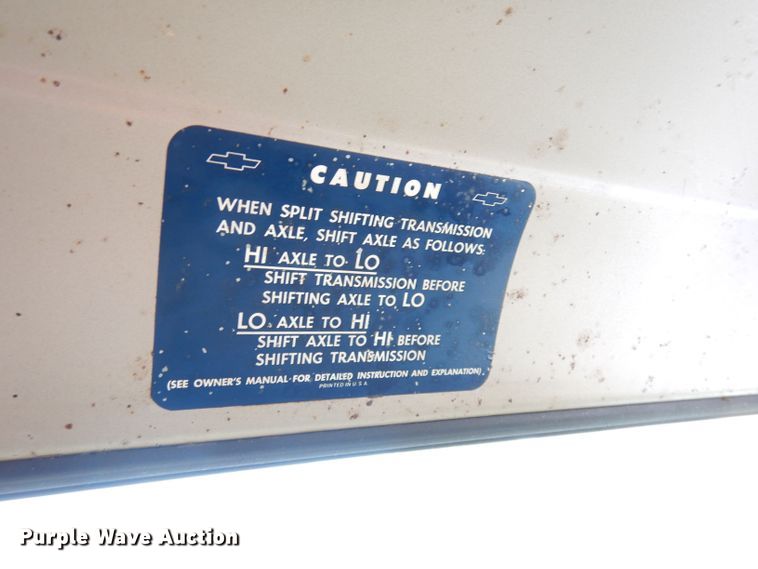 CAUTION
WHEN SPLIT SHIFTING TRANSMISSION
AND AXLE, SHIFT AXLE AS FOLLOWS:
HI AXLE TO LO
SHIFT TRANSMISSION BEFORE
SHIFTING AXLE TO LO
LO AXLE TO HI
SHIFT AXLE TO HI BEFORE
SHIFTING TRANSMISSION
(SEE OWNER'S MANUAL FOR DETAILED INSTRUCTION AND EXPLANATION)
PRINTED IN U.S.A.
Purple Wave Auction